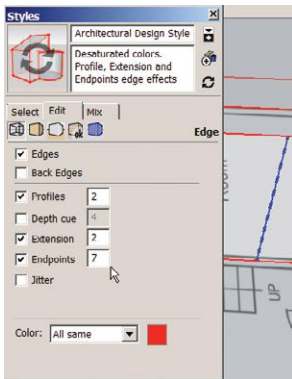 Styles
Architectural Design Style
Desaturated colors.
Profile, Extension and
Endpoints edge effects
Select Edit Mix
Edge
Edges
Back Edges
Profiles 2
Depth cue 4
Extension 2
Endpoints 7
Jitter
Color: All same
Room
UP